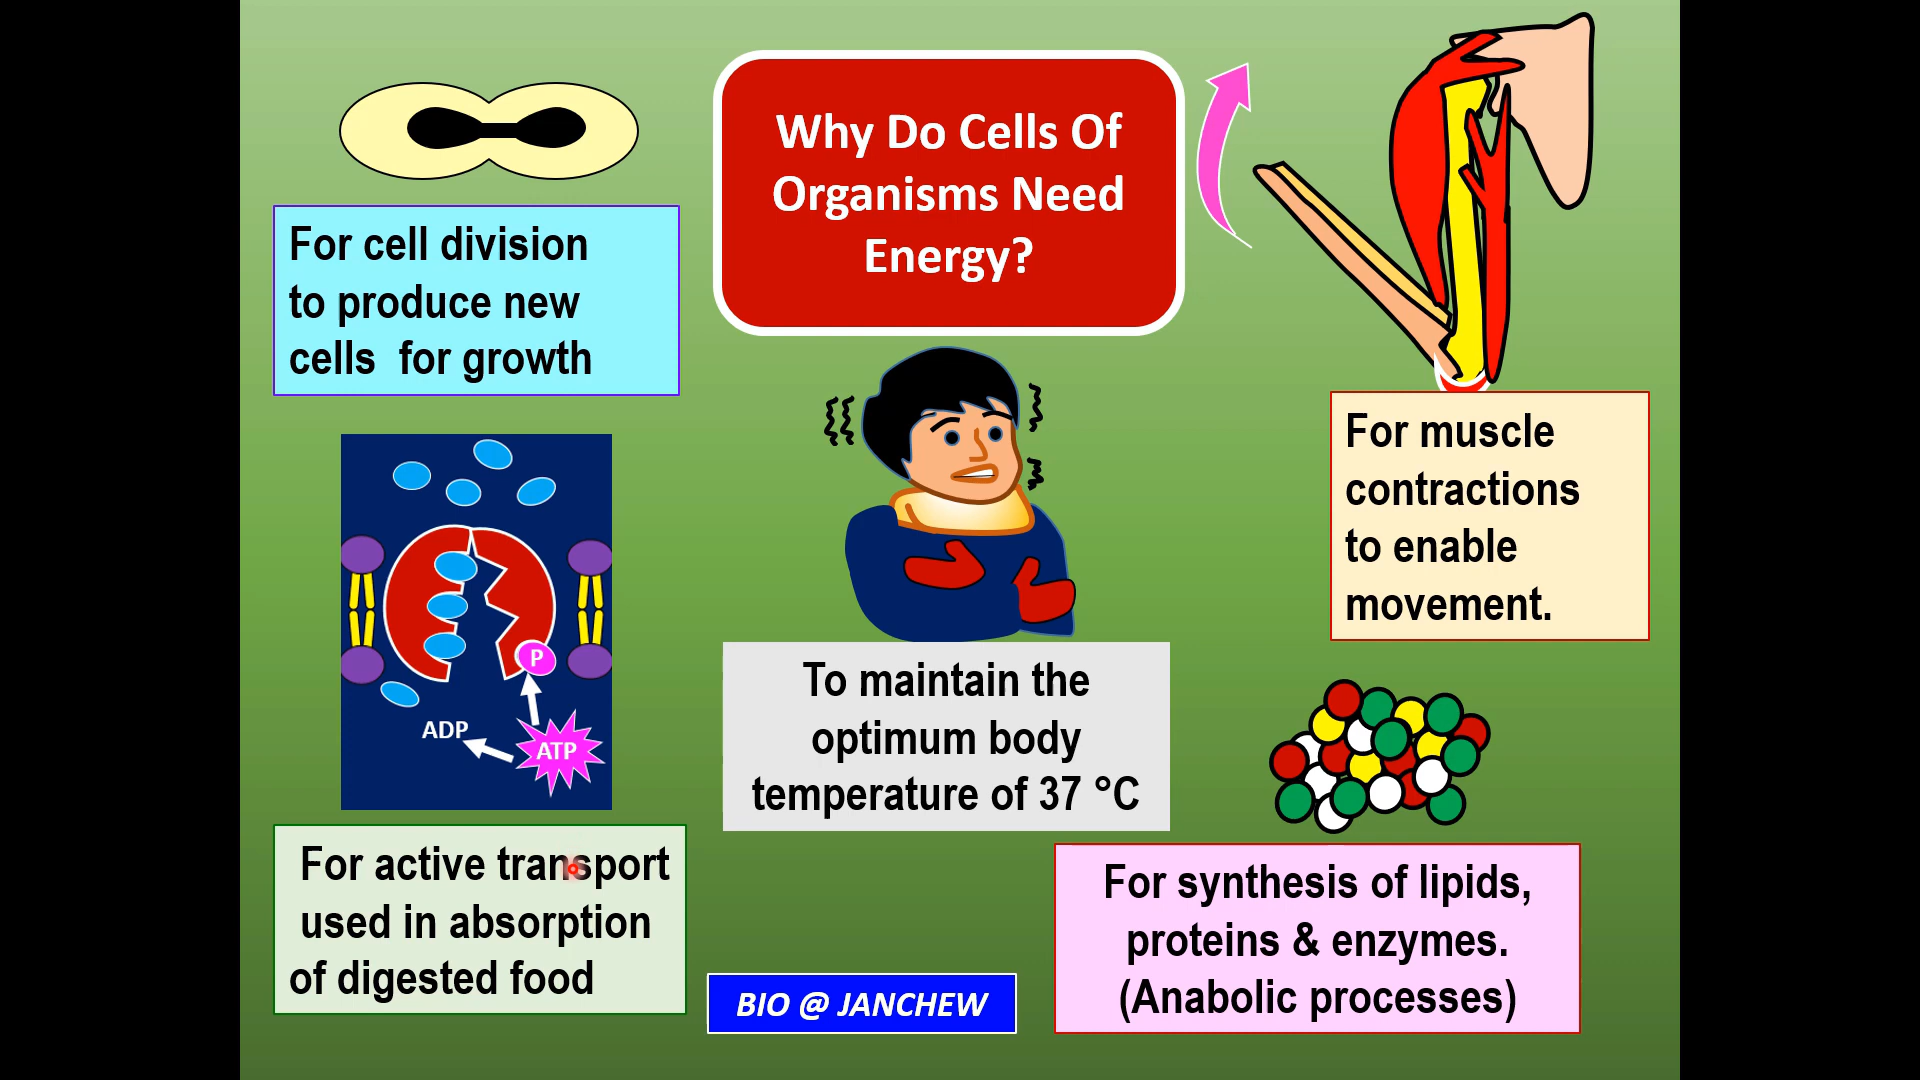 Why Do Cells Of
Organisms Need
Energy?
For cell division
to produce new
cells for growth
For muscle
contractions
to enable
movement.
P
ADP
ATP
To maintain the
optimum body
temperature of 37 °C
For active transport
used in absorption
of digested food
For synthesis of lipids,
proteins & enzymes.
(Anabolic processes)
BIO @ JANCHEW